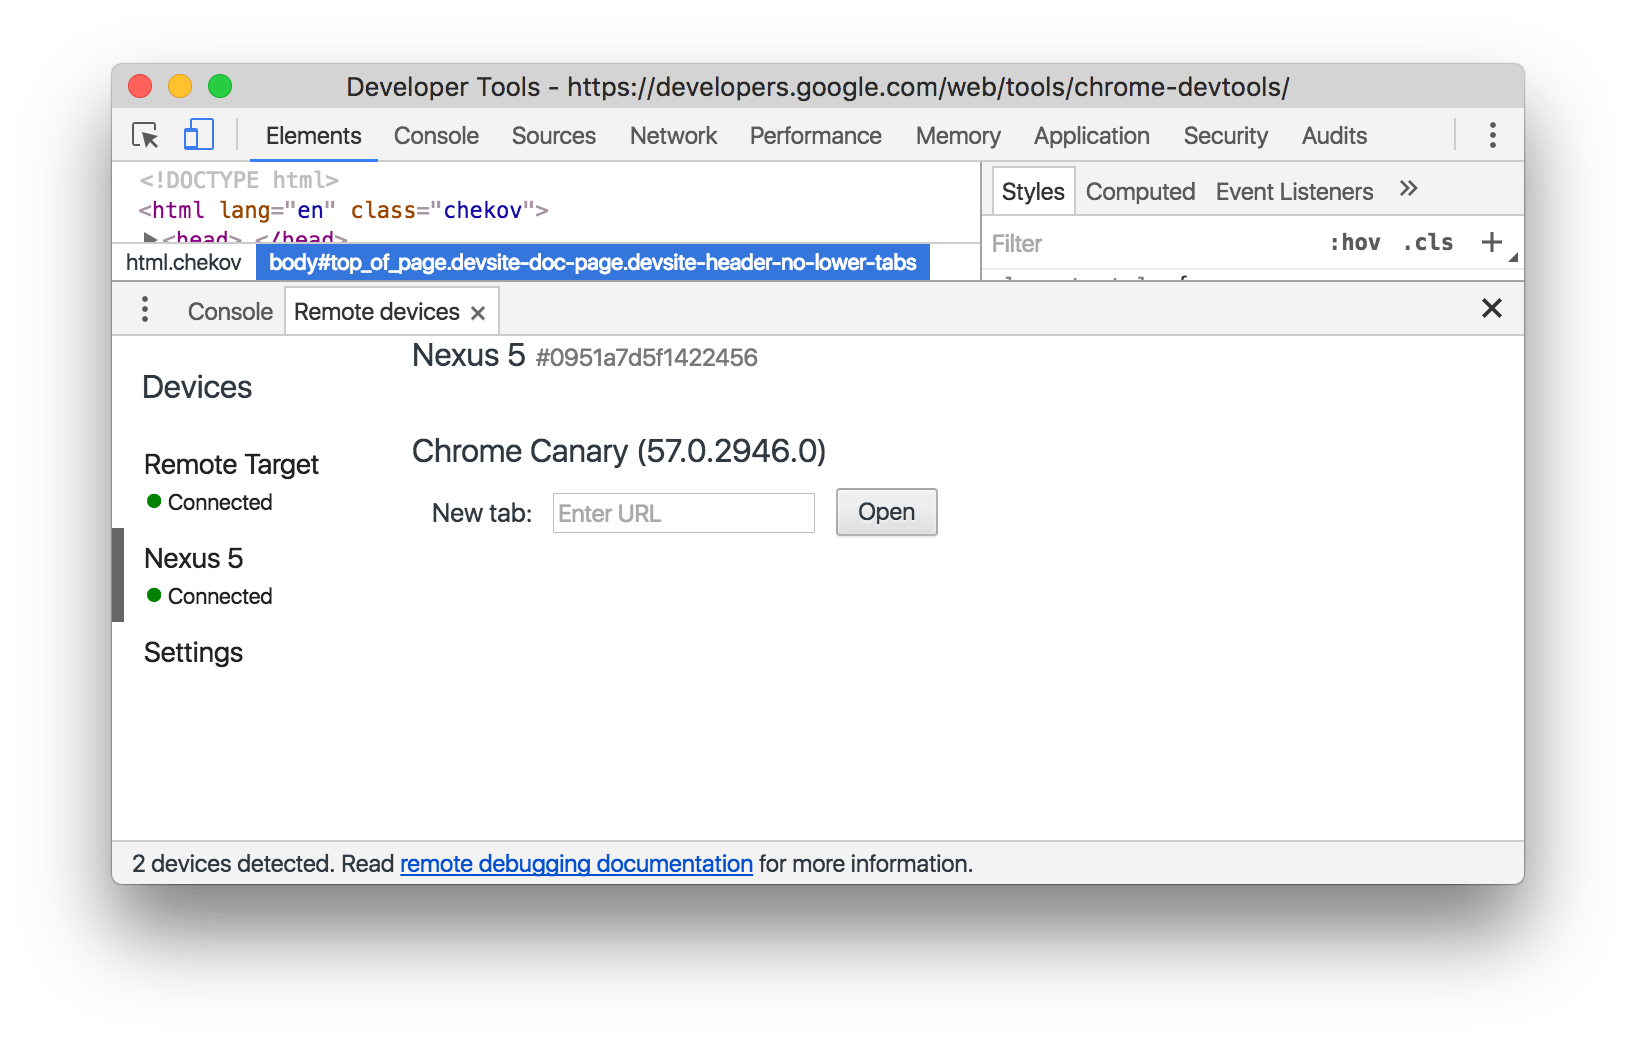 Developer Tools - https://developers.google.com/web/tools/chrome-devtools/
Elements Console Sources Network Performance Memory Application Security Audits
<!DOCTYPE html>
<html lang="en" class="chekov">
▶<head> </head>
html.chekov body#top_of_page.devsite-doc-page.devsite-header-no-lower-tabs
Styles Computed Event Listeners »
Filter :hov .cls +
Console Remote devices ×
Devices
Remote Target
Connected
Nexus 5
Connected
Settings
Nexus 5 #0951a7d5f1422456
Chrome Canary (57.0.2946.0)
New tab: Enter URL Open
2 devices detected. Read remote debugging documentation for more information.